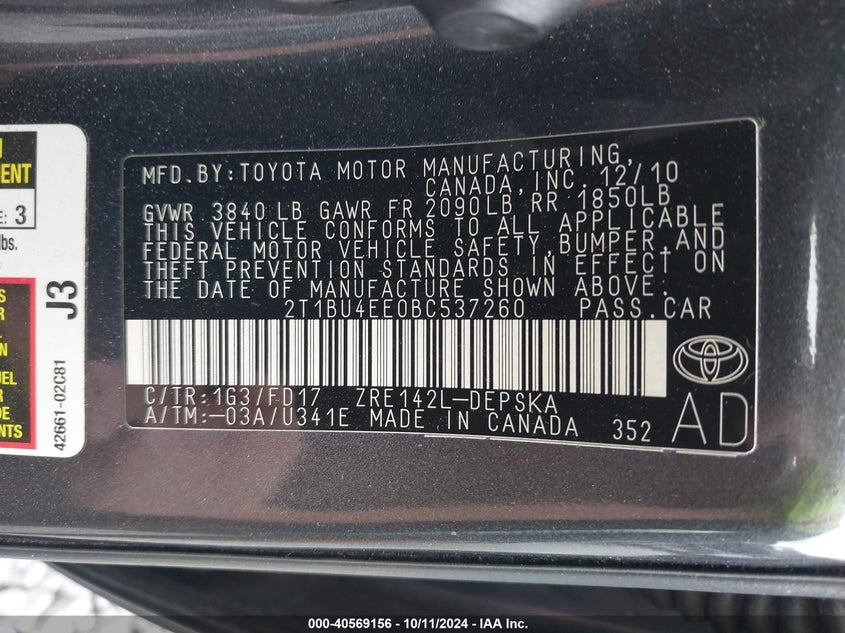 MFD.BY:TOYOTA MOTOR MANUFACTURING,
CANADA,INC. 12/10
GVWR 3840 LB GAWR FR 2090LB RR 1850LB
THIS VEHICLE CONFORMS TO ALL APPLICABLE
FEDERAL MOTOR VEHICLE SAFETY,BUMPER,AND
THEFT PREVENTION STANDARDS IN EFFECT ON
THE DATE OF MANUFACTURE SHOWN ABOVE.
2T1BU4EE0BC537260 PASS.CAR
C/TR:1G3/FD17 ZRE142L-DEPSKA
A/TM:-03A/U341E MADE IN CANADA 352
AD
3
lbs.
J3
42661-02C81
000-40569156 - 10/11/2024 - IAA Inc.